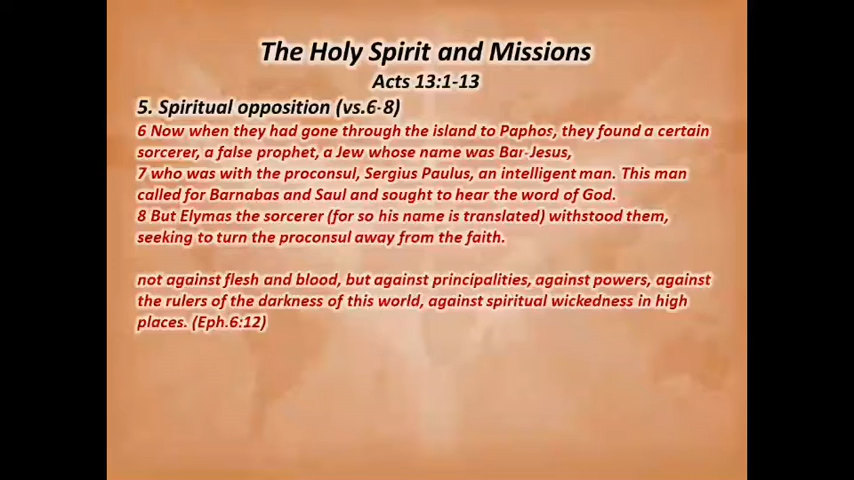 The Holy Spirit and Missions
Acts 13:1-13
5. Spiritual opposition (vs.6-8)
6 Now when they had gone through the island to Paphos, they found a certain
sorcerer, a false prophet, a Jew whose name was Bar-Jesus,
7 who was with the proconsul, Sergius Paulus, an intelligent man. This man
called for Barnabas and Saul and sought to hear the word of God.
8 But Elymas the sorcerer (for so his name is translated) withstood them,
seeking to turn the proconsul away from the faith.
not against flesh and blood, but against principalities, against powers, against
the rulers of the darkness of this world, against spiritual wickedness in high
places. (Eph.6:12)